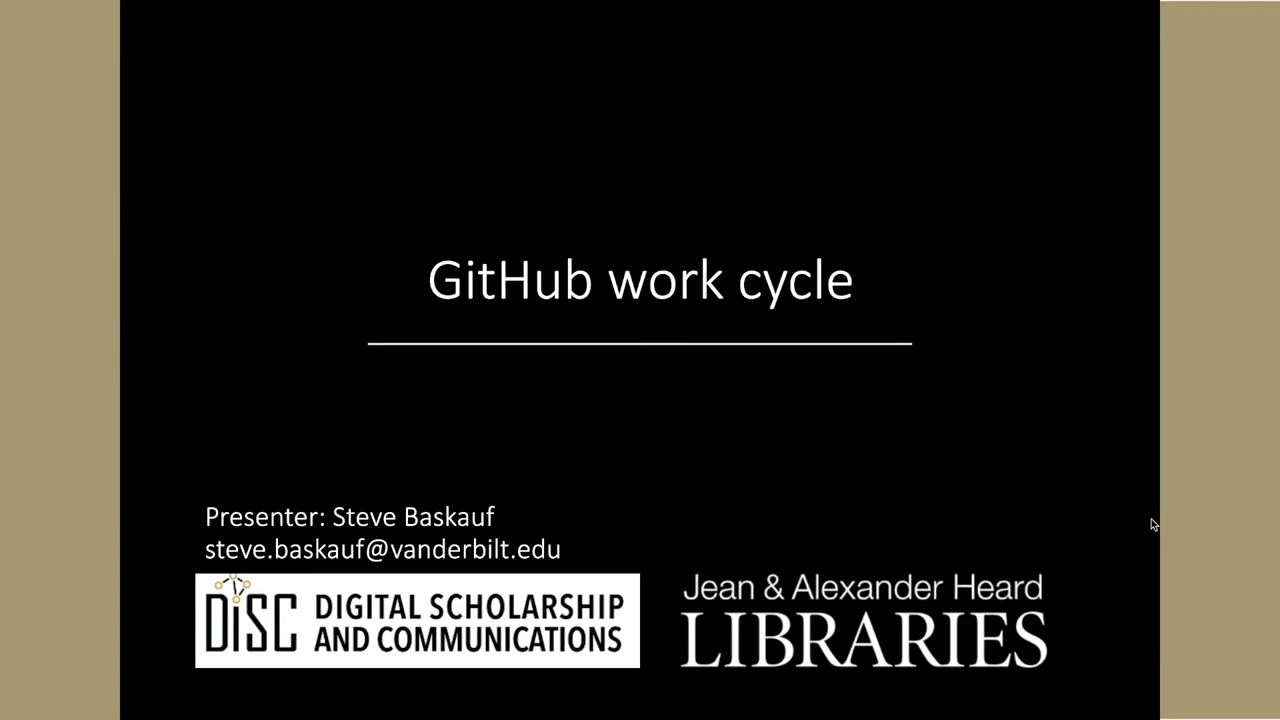 GitHub work cycle
Presenter: Steve Baskauf
steve.baskauf@vanderbilt.edu
DiSC DIGITAL SCHOLARSHIP
AND COMMUNICATIONS
Jean & Alexander Heard
LIBRARIES